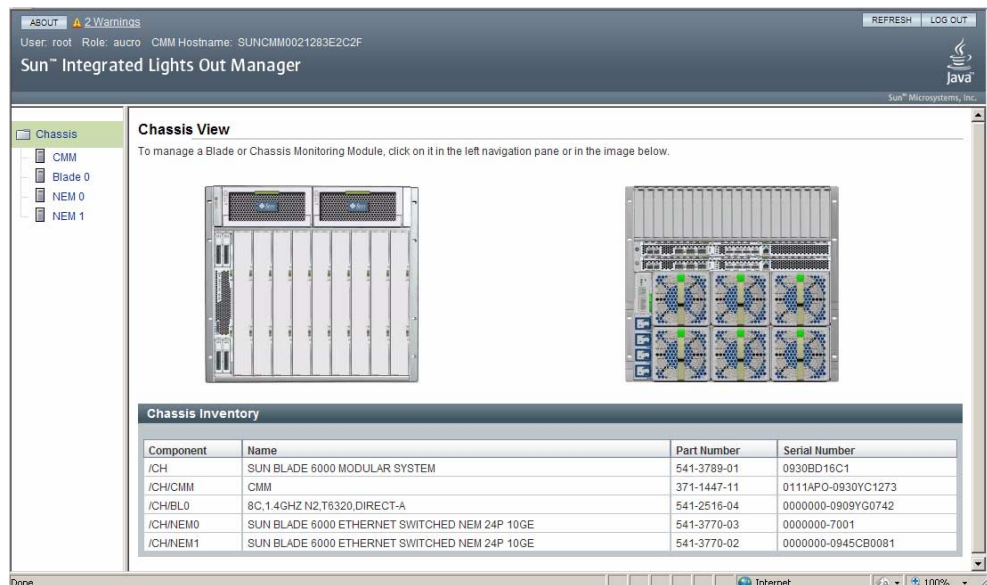 ABOUT 2 Warnings REFRESH LOG OUT
User: root Role: aucro CMM Hostname: SUNCMM0021283E2C2F
Sun™ Integrated Lights Out Manager
Java™
Sun™ Microsystems, Inc.
Chassis
CMM
Blade 0
NEM 0
NEM 1
Chassis View
To manage a Blade or Chassis Monitoring Module, click on it in the left navigation pane or in the image below.
Chassis Inventory
Component Name Part Number Serial Number
/CH SUN BLADE 6000 MODULAR SYSTEM 541-3789-01 0930BD16C1
/CH/CMM CMM 371-1447-11 0111APO-0930YC1273
/CH/BL0 8C,1.4GHZ N2,T6320,DIRECT-A 541-2516-04 0000000-0909YG0742
/CH/NEM0 SUN BLADE 6000 ETHERNET SWITCHED NEM 24P 10GE 541-3770-03 0000000-7001
/CH/NEM1 SUN BLADE 6000 ETHERNET SWITCHED NEM 24P 10GE 541-3770-02 0000000-0945CB0081
Done Internet 100%